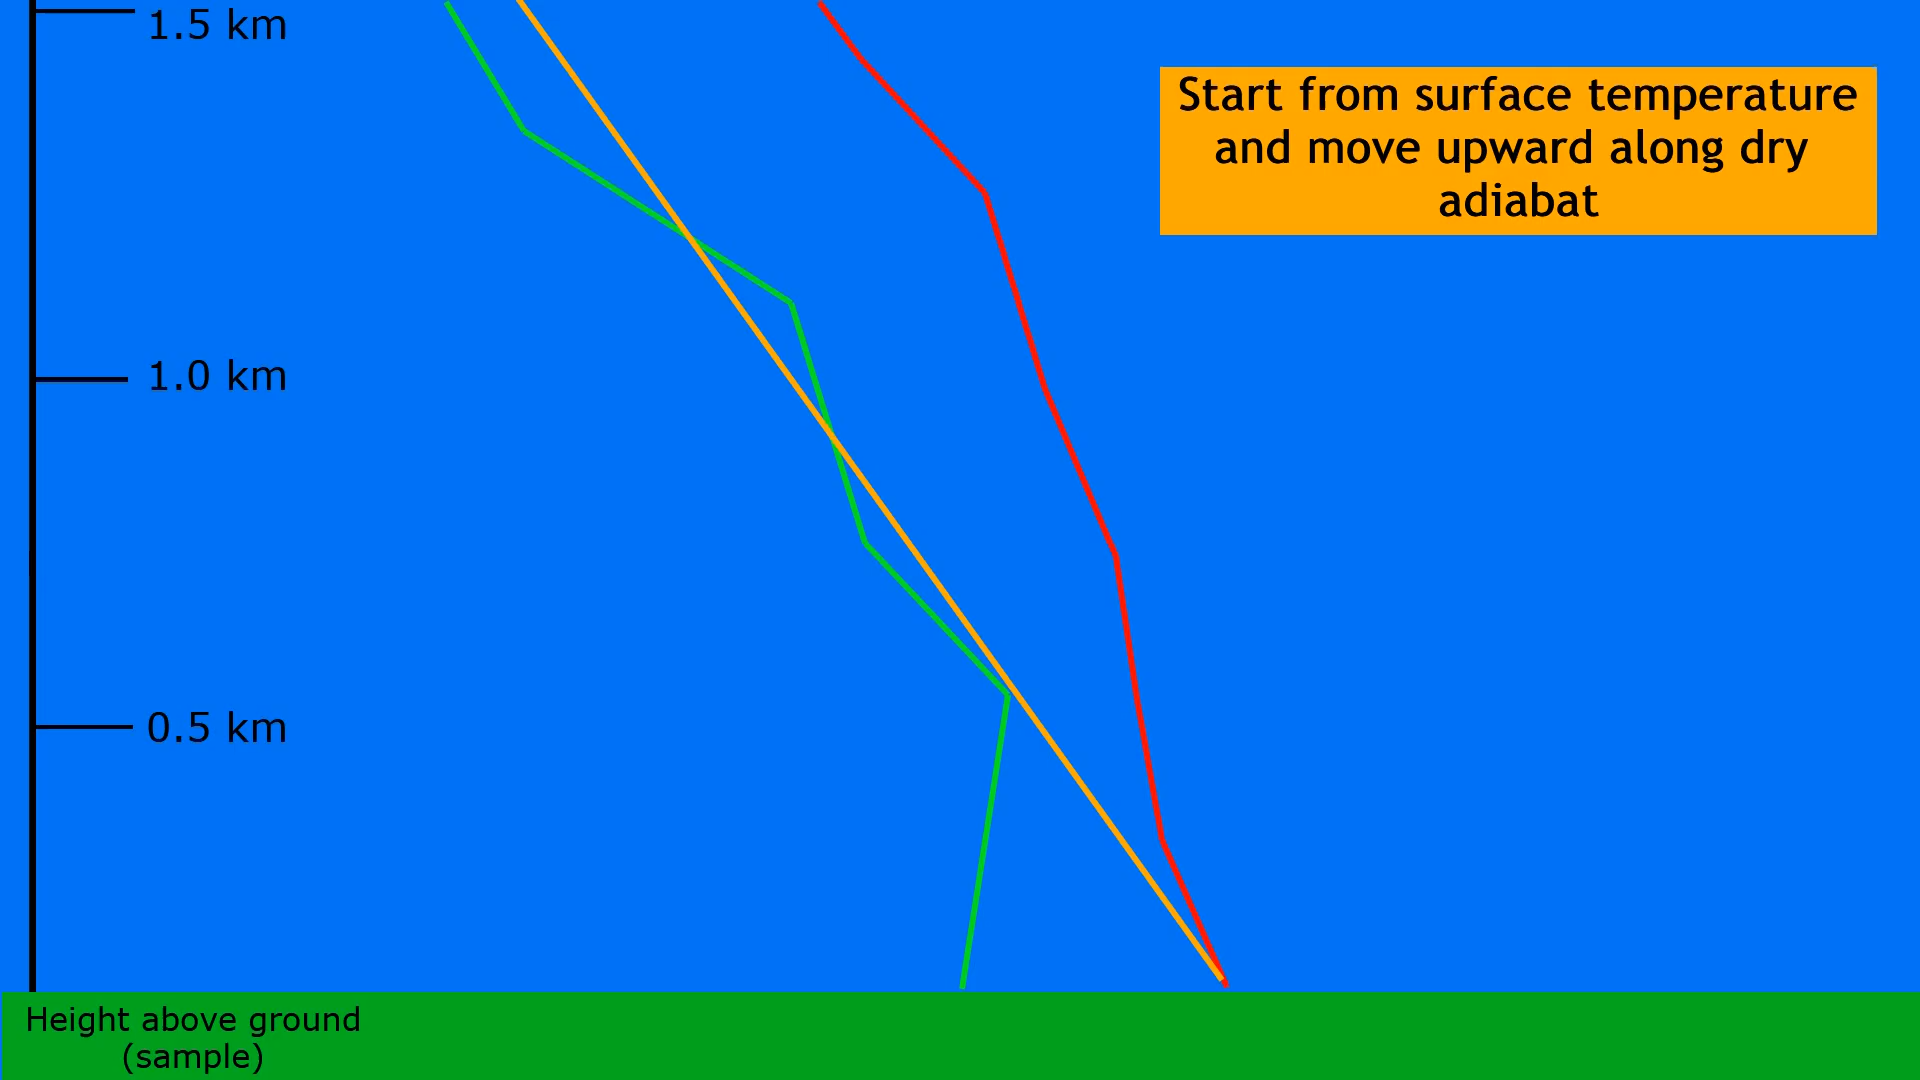 1.5 km
Start from surface temperature
and move upward along dry
adiabat
1.0 km
0.5 km
Height above ground
(sample)